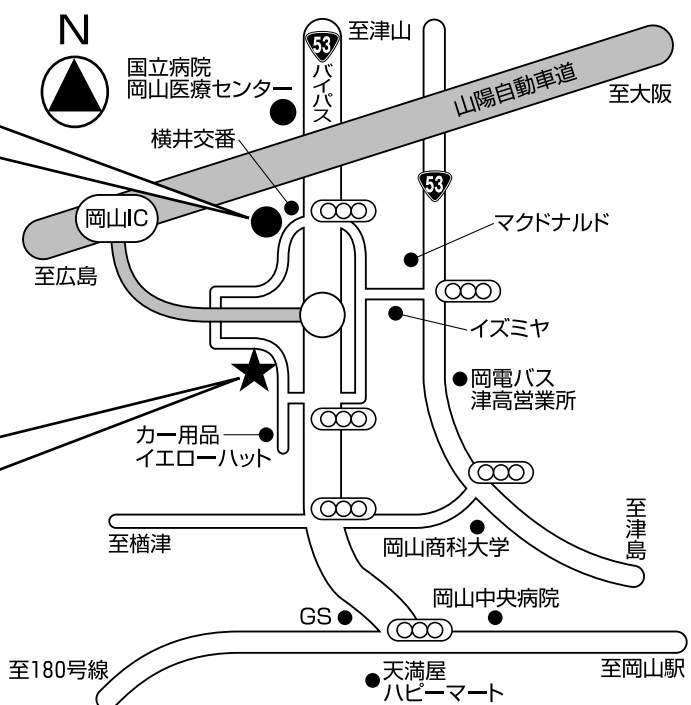 N
53
至津山
国立病院
岡山医療センター
バイパス
山陽自動車道
至大阪
横井交番
53
岡山IC
マクドナルド
至広島
イズミヤ
岡電バス
津高営業所
カー用品
イエローハット
至楢津
岡山商科大学
至津島
GS
岡山中央病院
至180号線
天満屋
ハピーマート
至岡山駅